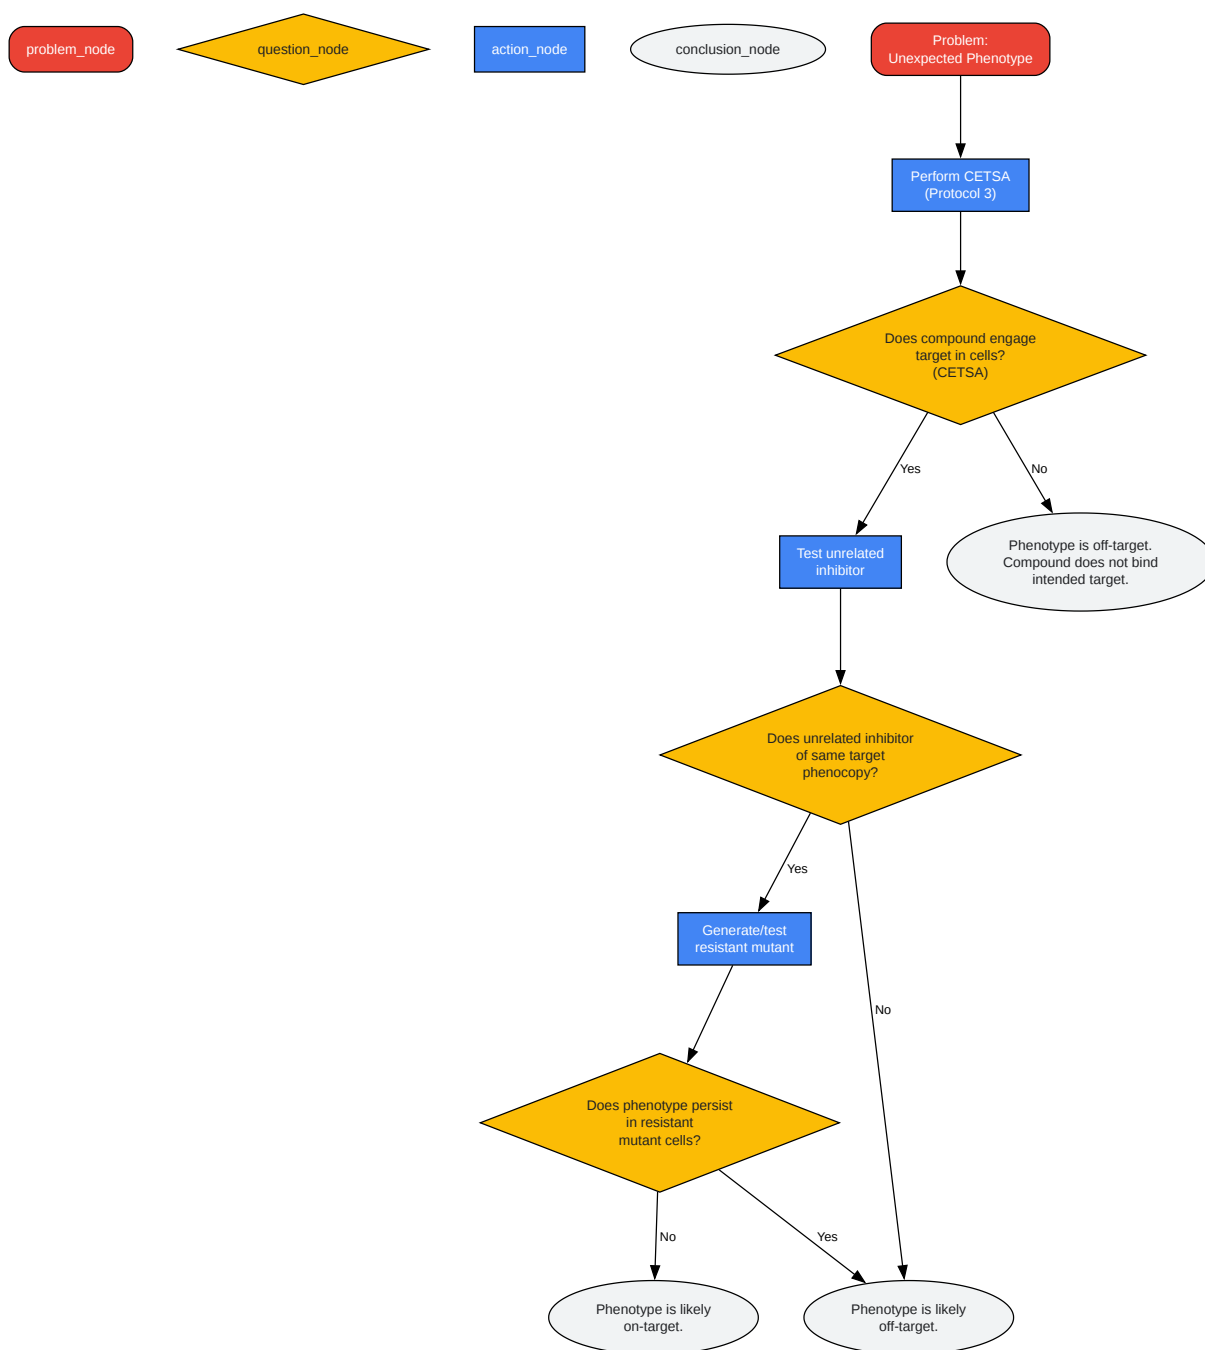 problem_node
question_node
action_node
conclusion_node
Problem:
Unexpected Phenotype
Perform CETSA
(Protocol 3)
Does compound engage
target in cells?
(CETSA)
Yes
No
Test unrelated
inhibitor
Phenotype is off-target.
Compound does not bind
intended target.
Does unrelated inhibitor
of same target
phenocopy?
Yes
Generate/test
resistant mutant
No
Does phenotype persist
in resistant
mutant cells?
No
Yes
Phenotype is likely
on-target.
Phenotype is likely
off-target.